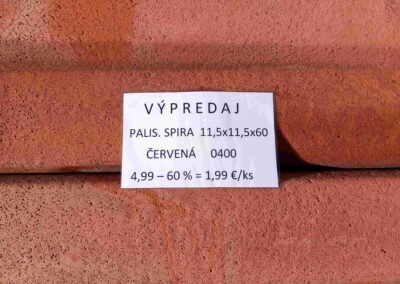 VÝPREDAJ
PALIS. SPIRA 11,5x11,5x60
ČERVENÁ 0400
4,99 – 60 % = 1,99 €/ks